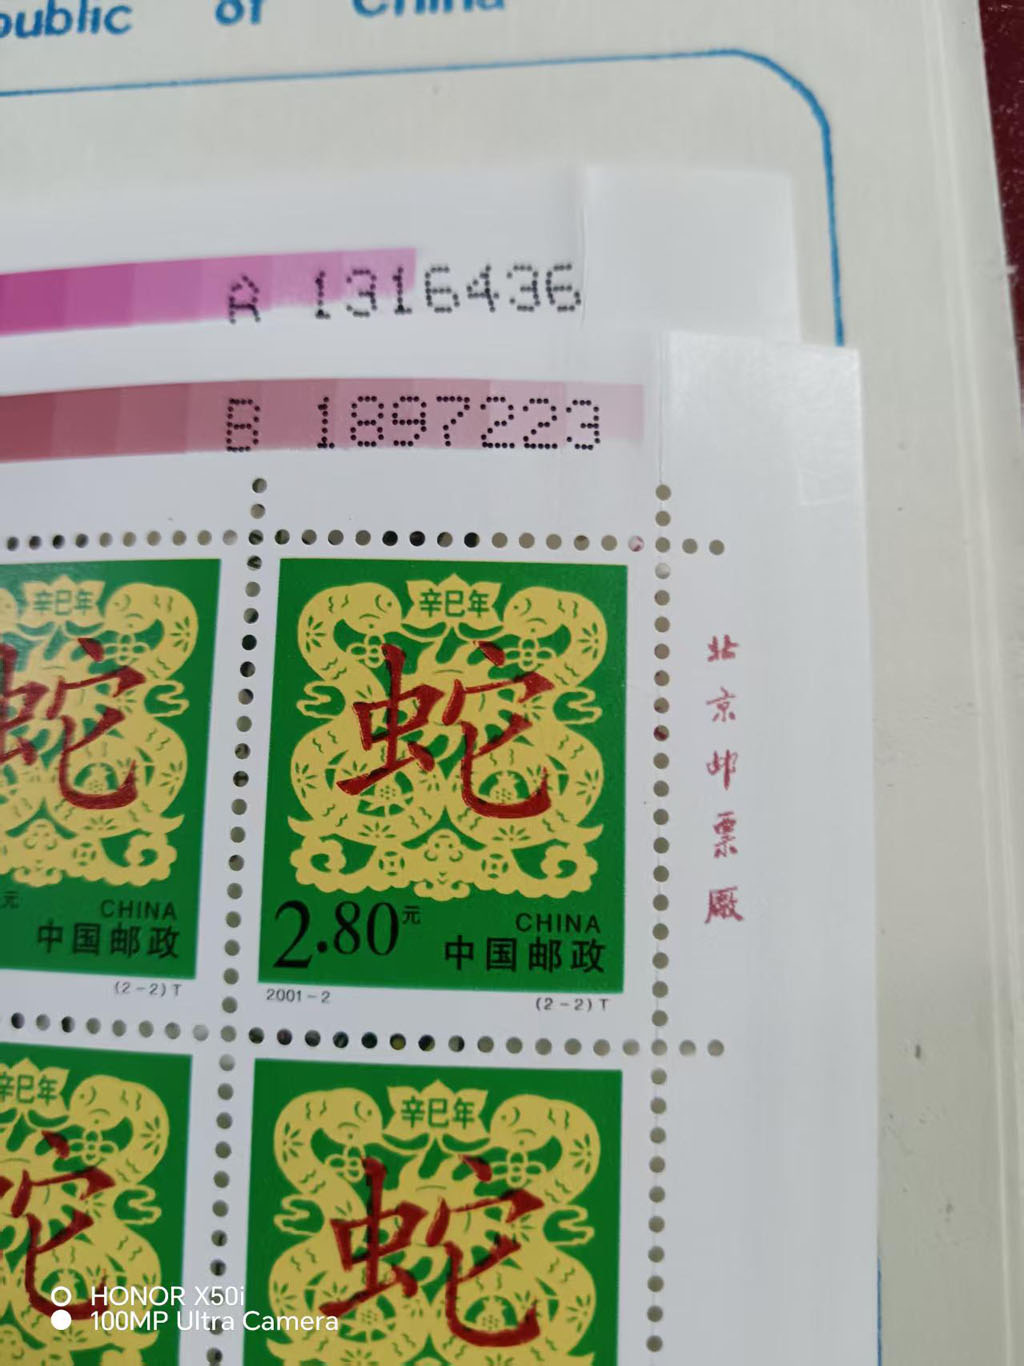 public of China
A 1316436
B 1897223
辛巳年
辛巳年
蛇
蛇
北京邮票厰
元
2.80元
CHINA
CHINA
中国邮政
中国邮政
(2-2)T
2001-2
(2-2)T
辛巳年
辛巳年
蛇
蛇
HONOR X50i
100MP Ultra Camera